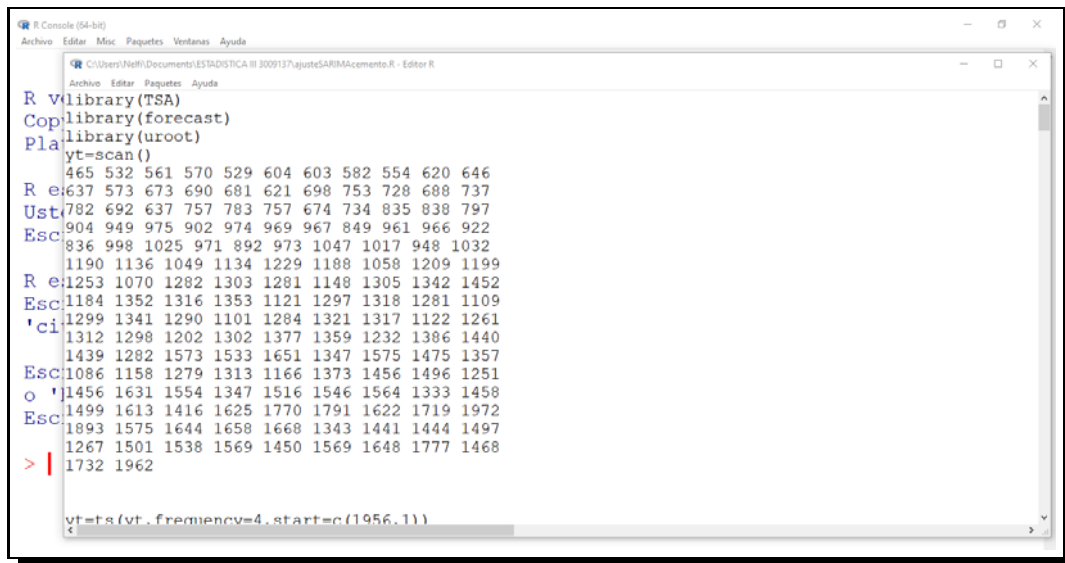 R Console (64-bit)
Archivo Editar Misc Paquetes Ventanas Ayuda
C:\Users\Nelfi\Documents\ESTADISTICA III 3009137\ajusteSARIMAcemento.R - Editor R
Archivo Editar Paquetes Ayuda
R v
Cop
Pla
R e
Ust
Esc
R e
Esc
'ci
Esc
o '
Esc
>
library(TSA)
library(forecast)
library(uroot)
yt=scan()
465 532 561 570 529 604 603 582 554 620 646
637 573 673 690 681 621 698 753 728 688 737
782 692 637 757 783 757 674 734 835 838 797
904 949 975 902 974 969 967 849 961 966 922
836 998 1025 971 892 973 1047 1017 948 1032
1190 1136 1049 1134 1229 1188 1058 1209 1199
1253 1070 1282 1303 1281 1148 1305 1342 1452
1184 1352 1316 1353 1121 1297 1318 1281 1109
1299 1341 1290 1101 1284 1321 1317 1122 1261
1312 1298 1202 1302 1377 1359 1232 1386 1440
1439 1282 1573 1533 1651 1347 1575 1475 1357
1086 1158 1279 1313 1166 1373 1456 1496 1251
1456 1631 1554 1347 1516 1546 1564 1333 1458
1499 1613 1416 1625 1770 1791 1622 1719 1972
1893 1575 1644 1658 1668 1343 1441 1444 1497
1267 1501 1538 1569 1450 1569 1648 1777 1468
1732 1962
yt=ts(yt,frequency=4,start=c(1956,1))